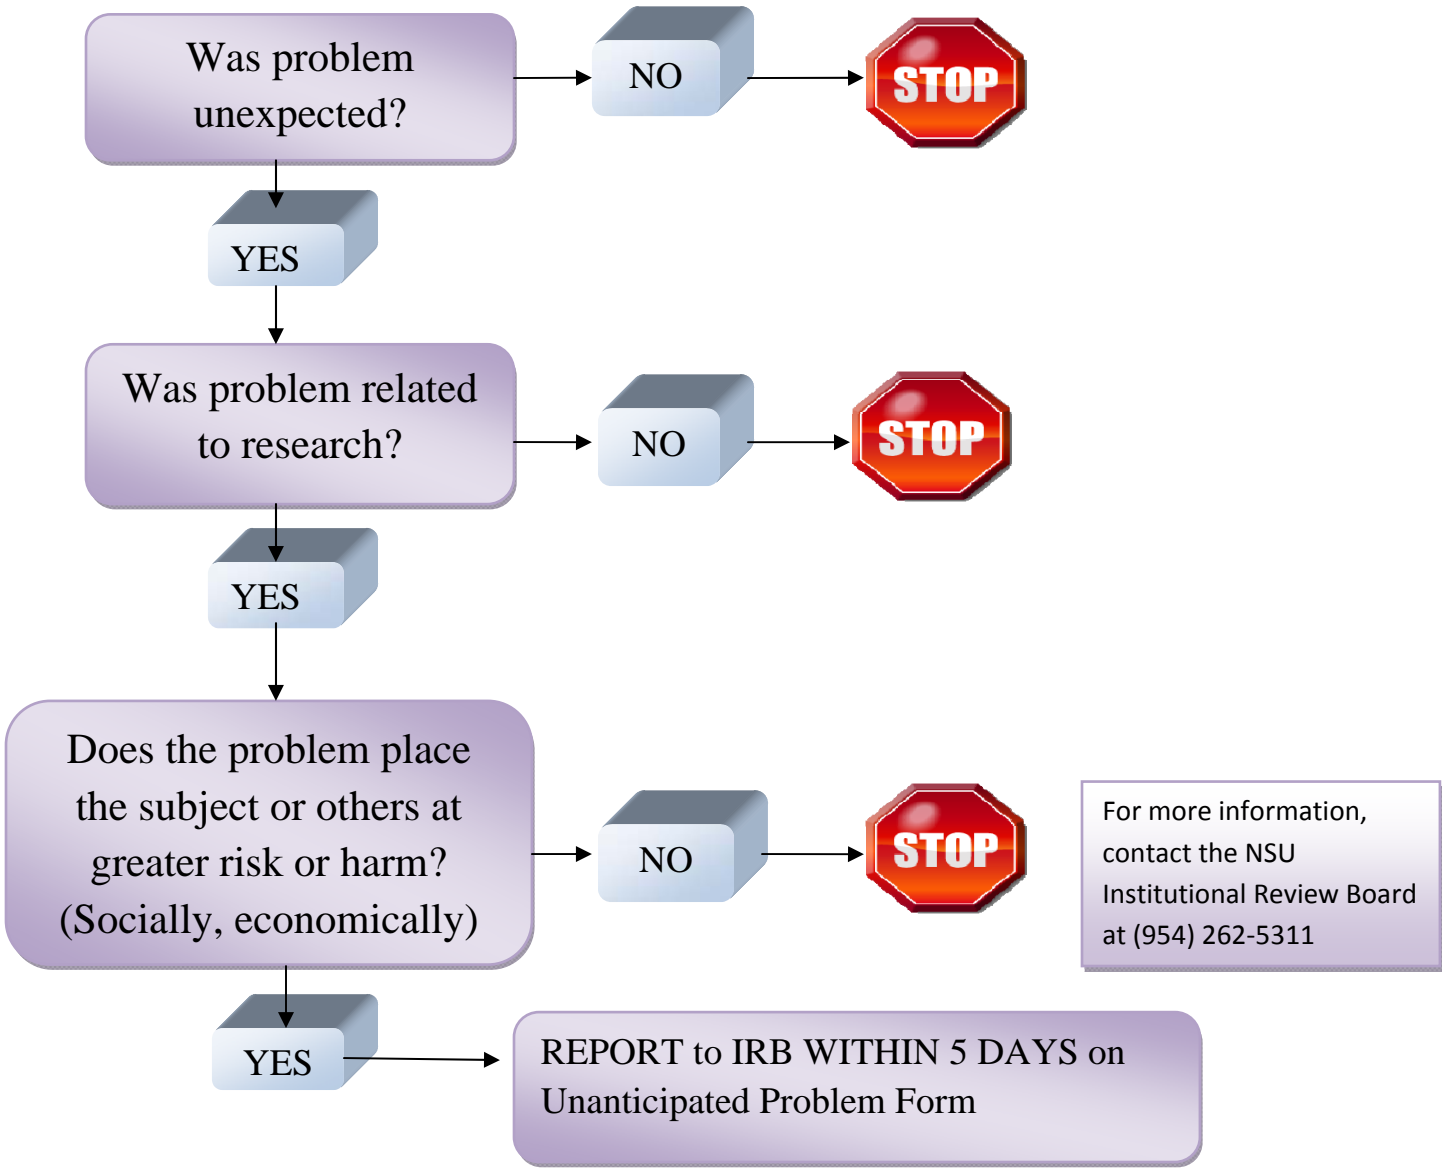 Was problem
unexpected?
NO
STOP
YES
Was problem related
to research?
NO
STOP
YES
Does the problem place
the subject or others at
greater risk or harm?
(Socially, economically)
NO
STOP
For more information,
contact the NSU
Institutional Review Board
at (954) 262-5311
YES
REPORT to IRB WITHIN 5 DAYS on
Unanticipated Problem Form